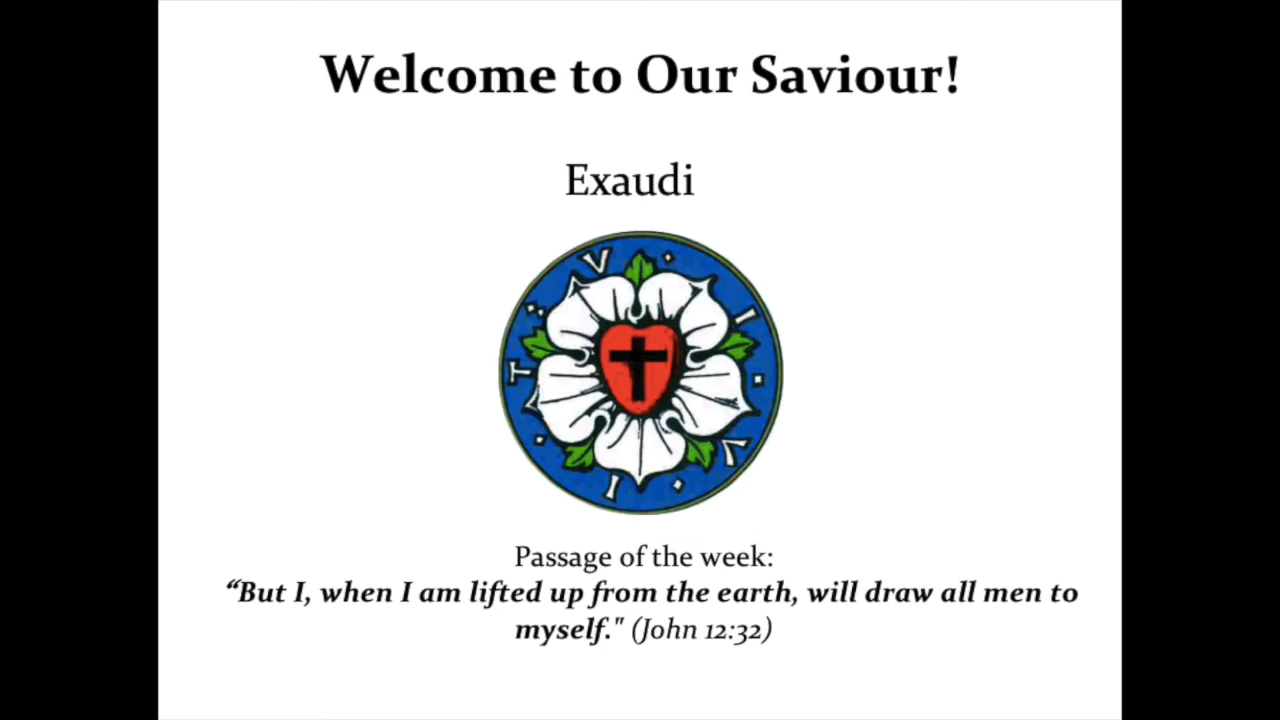 Welcome to Our Saviour!
Exaudi
V I V I T
Passage of the week:
“But I, when I am lifted up from the earth, will draw all men to
myself." (John 12:32)